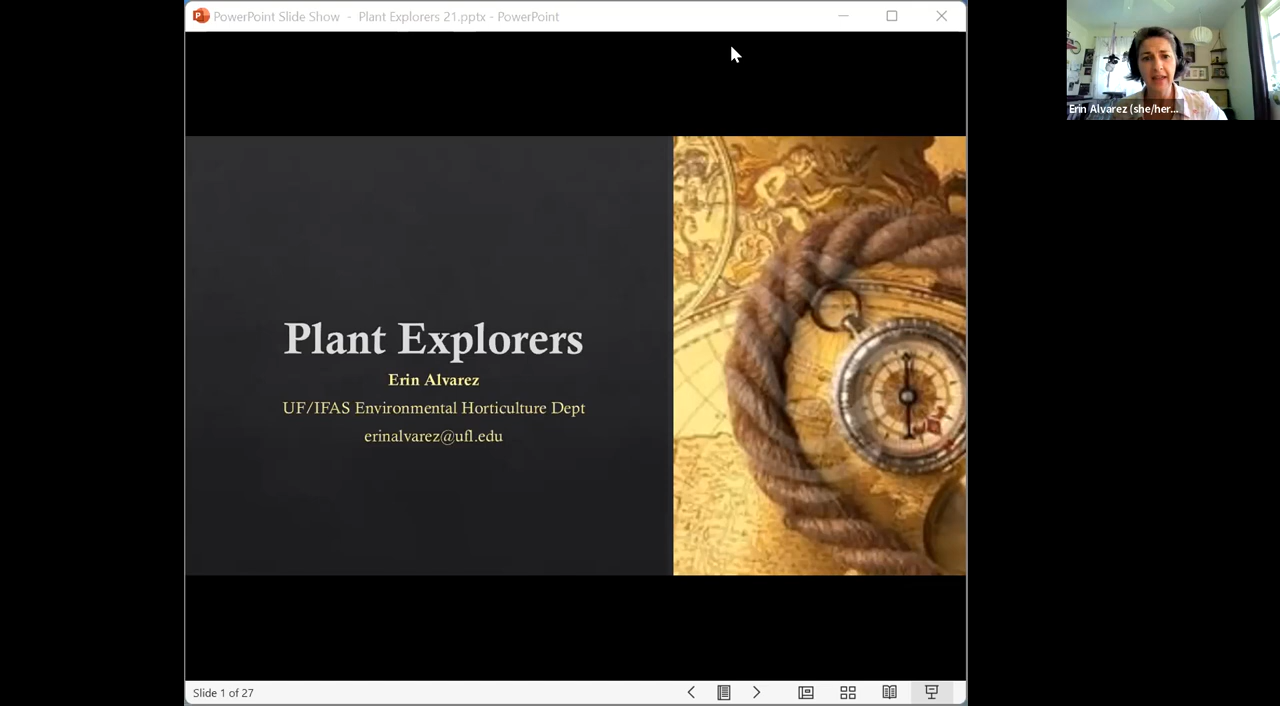 PowerPoint Slide Show - Plant Explorers 21.pptx - PowerPoint
Erin Alvarez (she/her...
Plant Explorers
Erin Alvarez
UF/IFAS Environmental Horticulture Dept
erinalvarez@ufl.edu
Slide 1 of 27